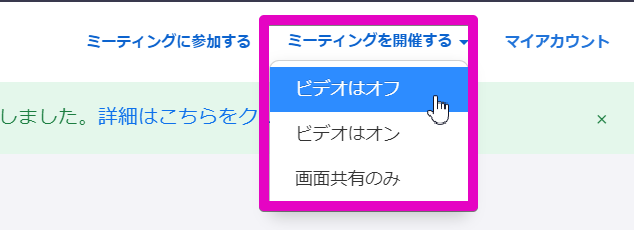 ミーティングに参加する ミーティングを開催する マイアカウント
ビデオはオフ
しました。詳細はこちらをク
ビデオはオン
画面共有のみ